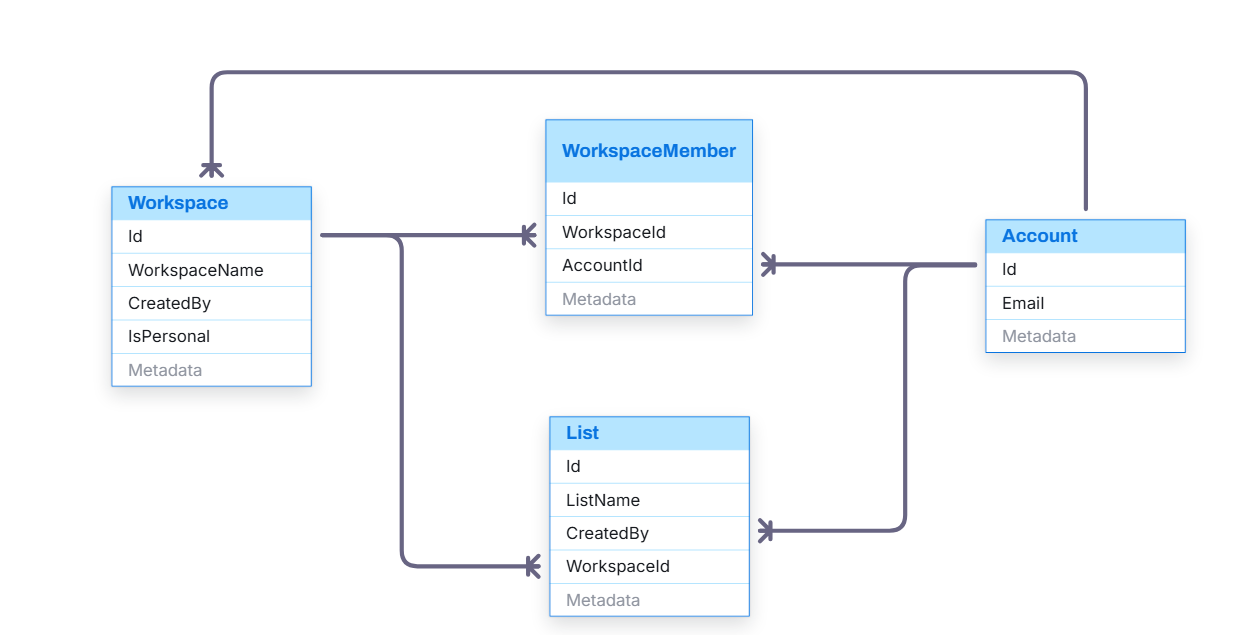 Workspace
Id
WorkspaceName
CreatedBy
IsPersonal
Metadata
WorkspaceMember
Id
WorkspaceId
AccountId
Metadata
Account
Id
Email
Metadata
List
Id
ListName
CreatedBy
WorkspaceId
Metadata